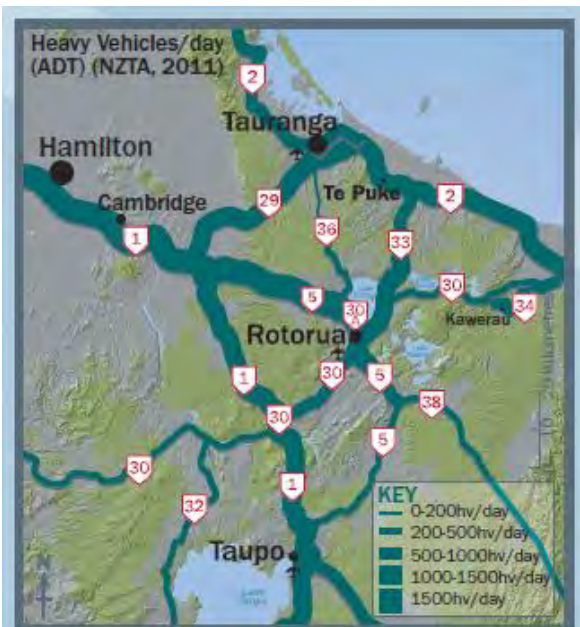 Heavy Vehicles/day
(ADT) (NZTA, 2011)
2
Tauranga
Hamilton
Te Puke
2
29
Cambridge
36
1
33
30
5
30
34
Kawerau
Rotorua
30
5
1
38
30
5
30
1
32
KEY
0-200hv/day
200-500hv/day
500-1000hv/day
1000-1500hv/day
1500hv/day
Taupo
N